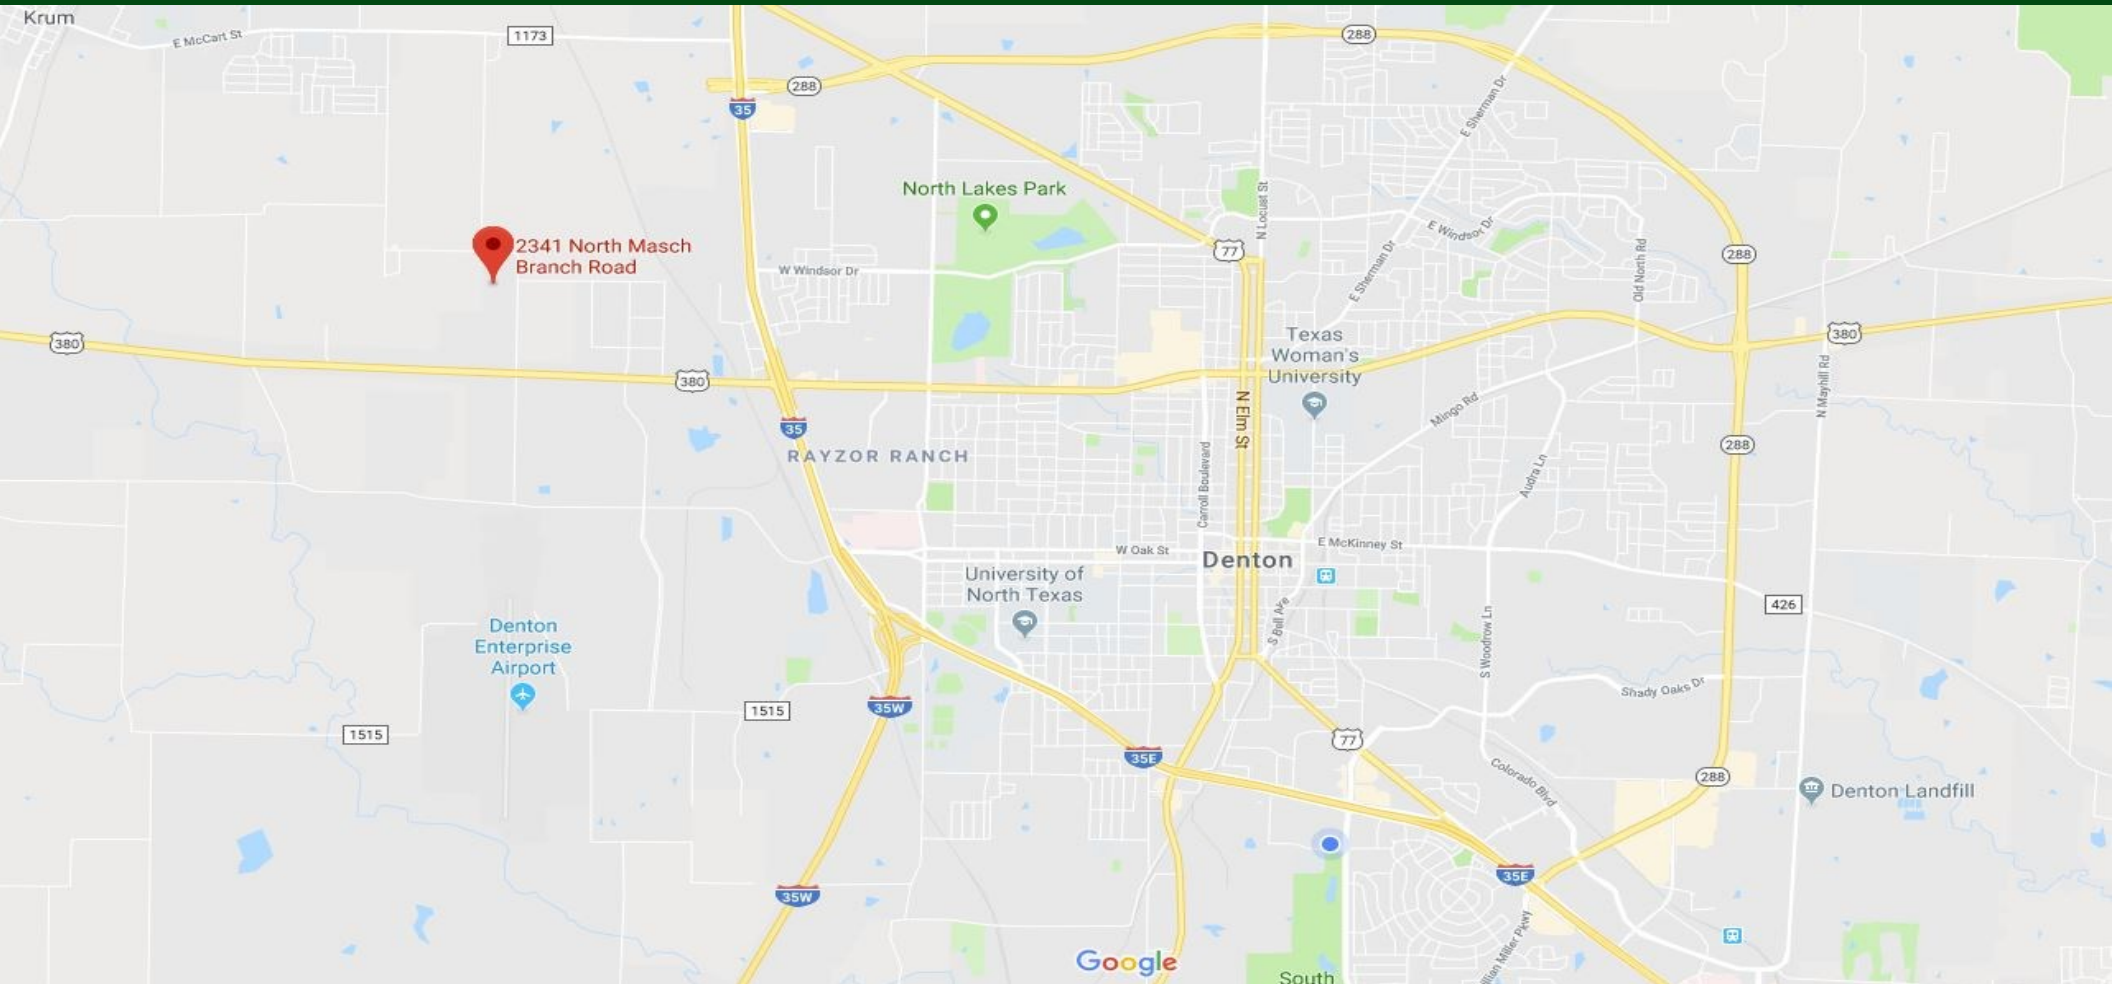 Krum
E McCart St
1173
288
288
35
E Sherman Dr
North Lakes Park
N Locust St
2341 North Masch
Branch Road
W Windsor Dr
77
E Windsor Dr
E Sherman Dr
Old North Rd
288
380
380
Texas
Woman's
University
380
N Mayhill Rd
35
N Elm St
Mingo Rd
RAYZOR RANCH
Carroll Boulevard
Audra Ln
288
W Oak St
Denton
E McKinney St
University of
North Texas
426
S Bell Ave
S Woodrow Ln
Denton
Enterprise
Airport
Shady Oaks Dr
1515
1515
35W
77
35E
Colorado Blvd
288
Denton Landfill
35E
35W
llian Miller Pkwy
Google
South